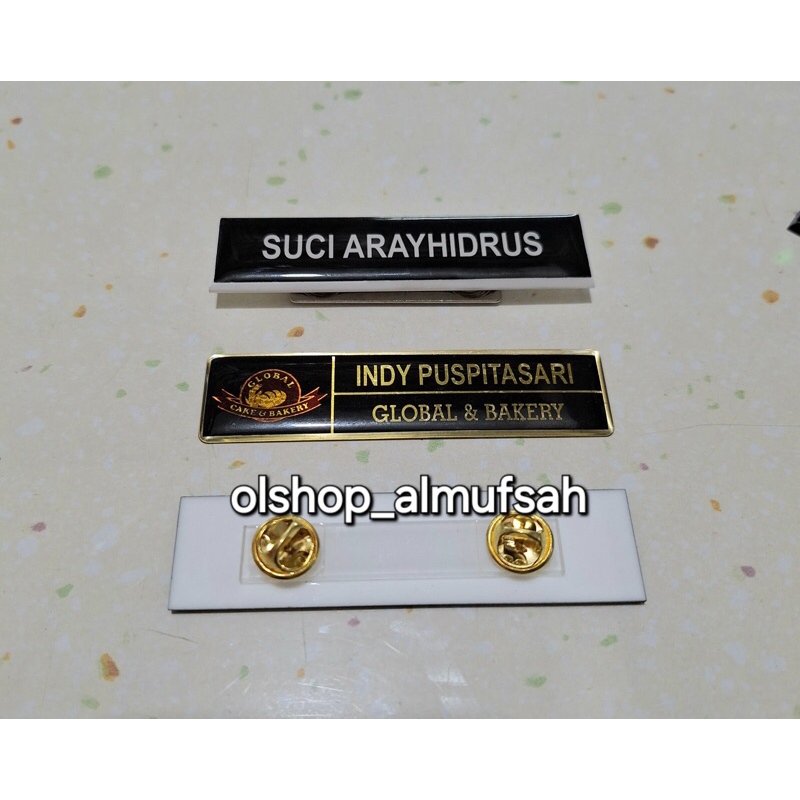 SUCI ARAYHIDRUS
GLOBAL
CAKE & BAKERY
INDY PUSPITASARI
GLOBAL & BAKERY
olshop_almufsah